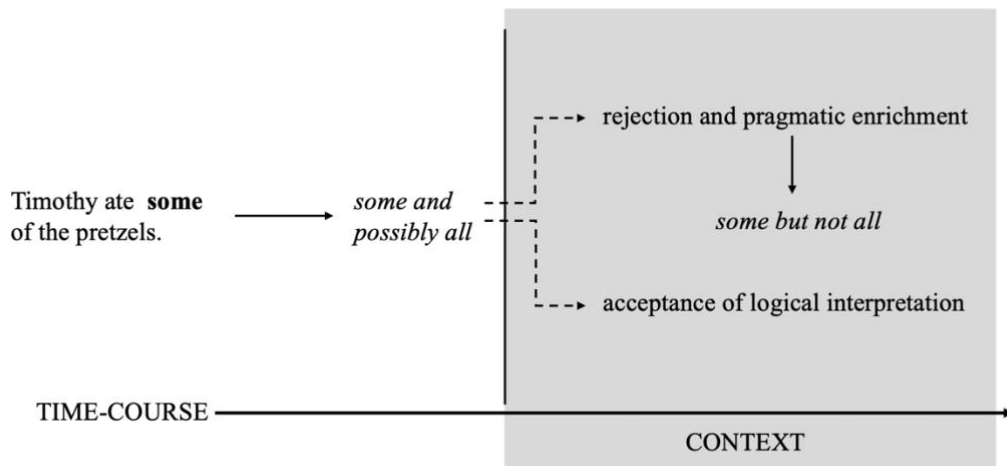 rejection and pragmatic enrichment
Timothy ate some
of the pretzels.
some and
possibly all
some but not all
acceptance of logical interpretation
TIME-COURSE
CONTEXT